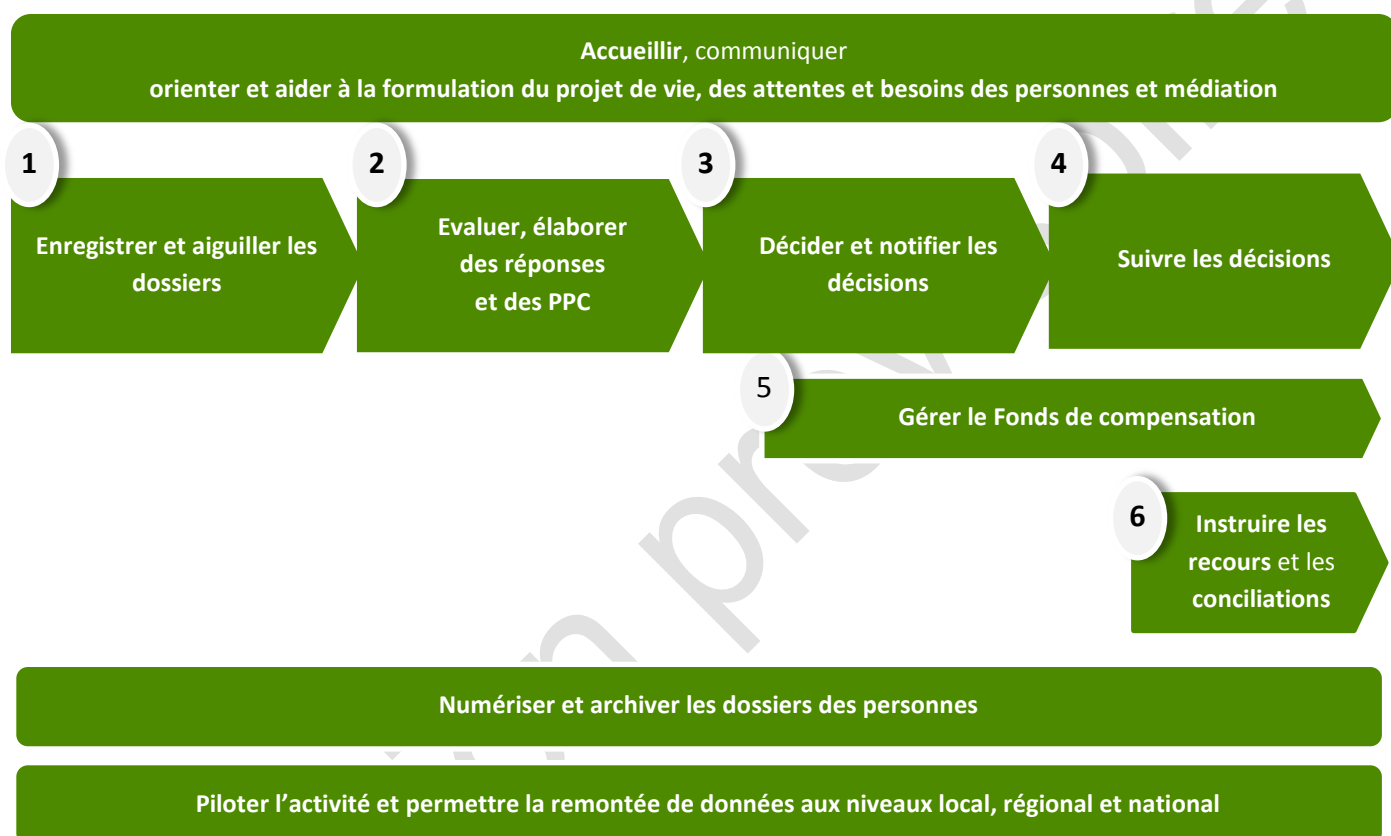 Accueillir, communiquer
orienter et aider à la formulation du projet de vie, des attentes et besoins des personnes et médiation
1
2
3
4
Enregistrer et aiguiller les
dossiers
Evaluer, élaborer
des réponses
et des PPC
Décider et notifier les
décisions
Suivre les décisions
5
Gérer le Fonds de compensation
6
Instruire les
recours et les
conciliations
Numériser et archiver les dossiers des personnes
Piloter l’activité et permettre la remontée de données aux niveaux local, régional et national